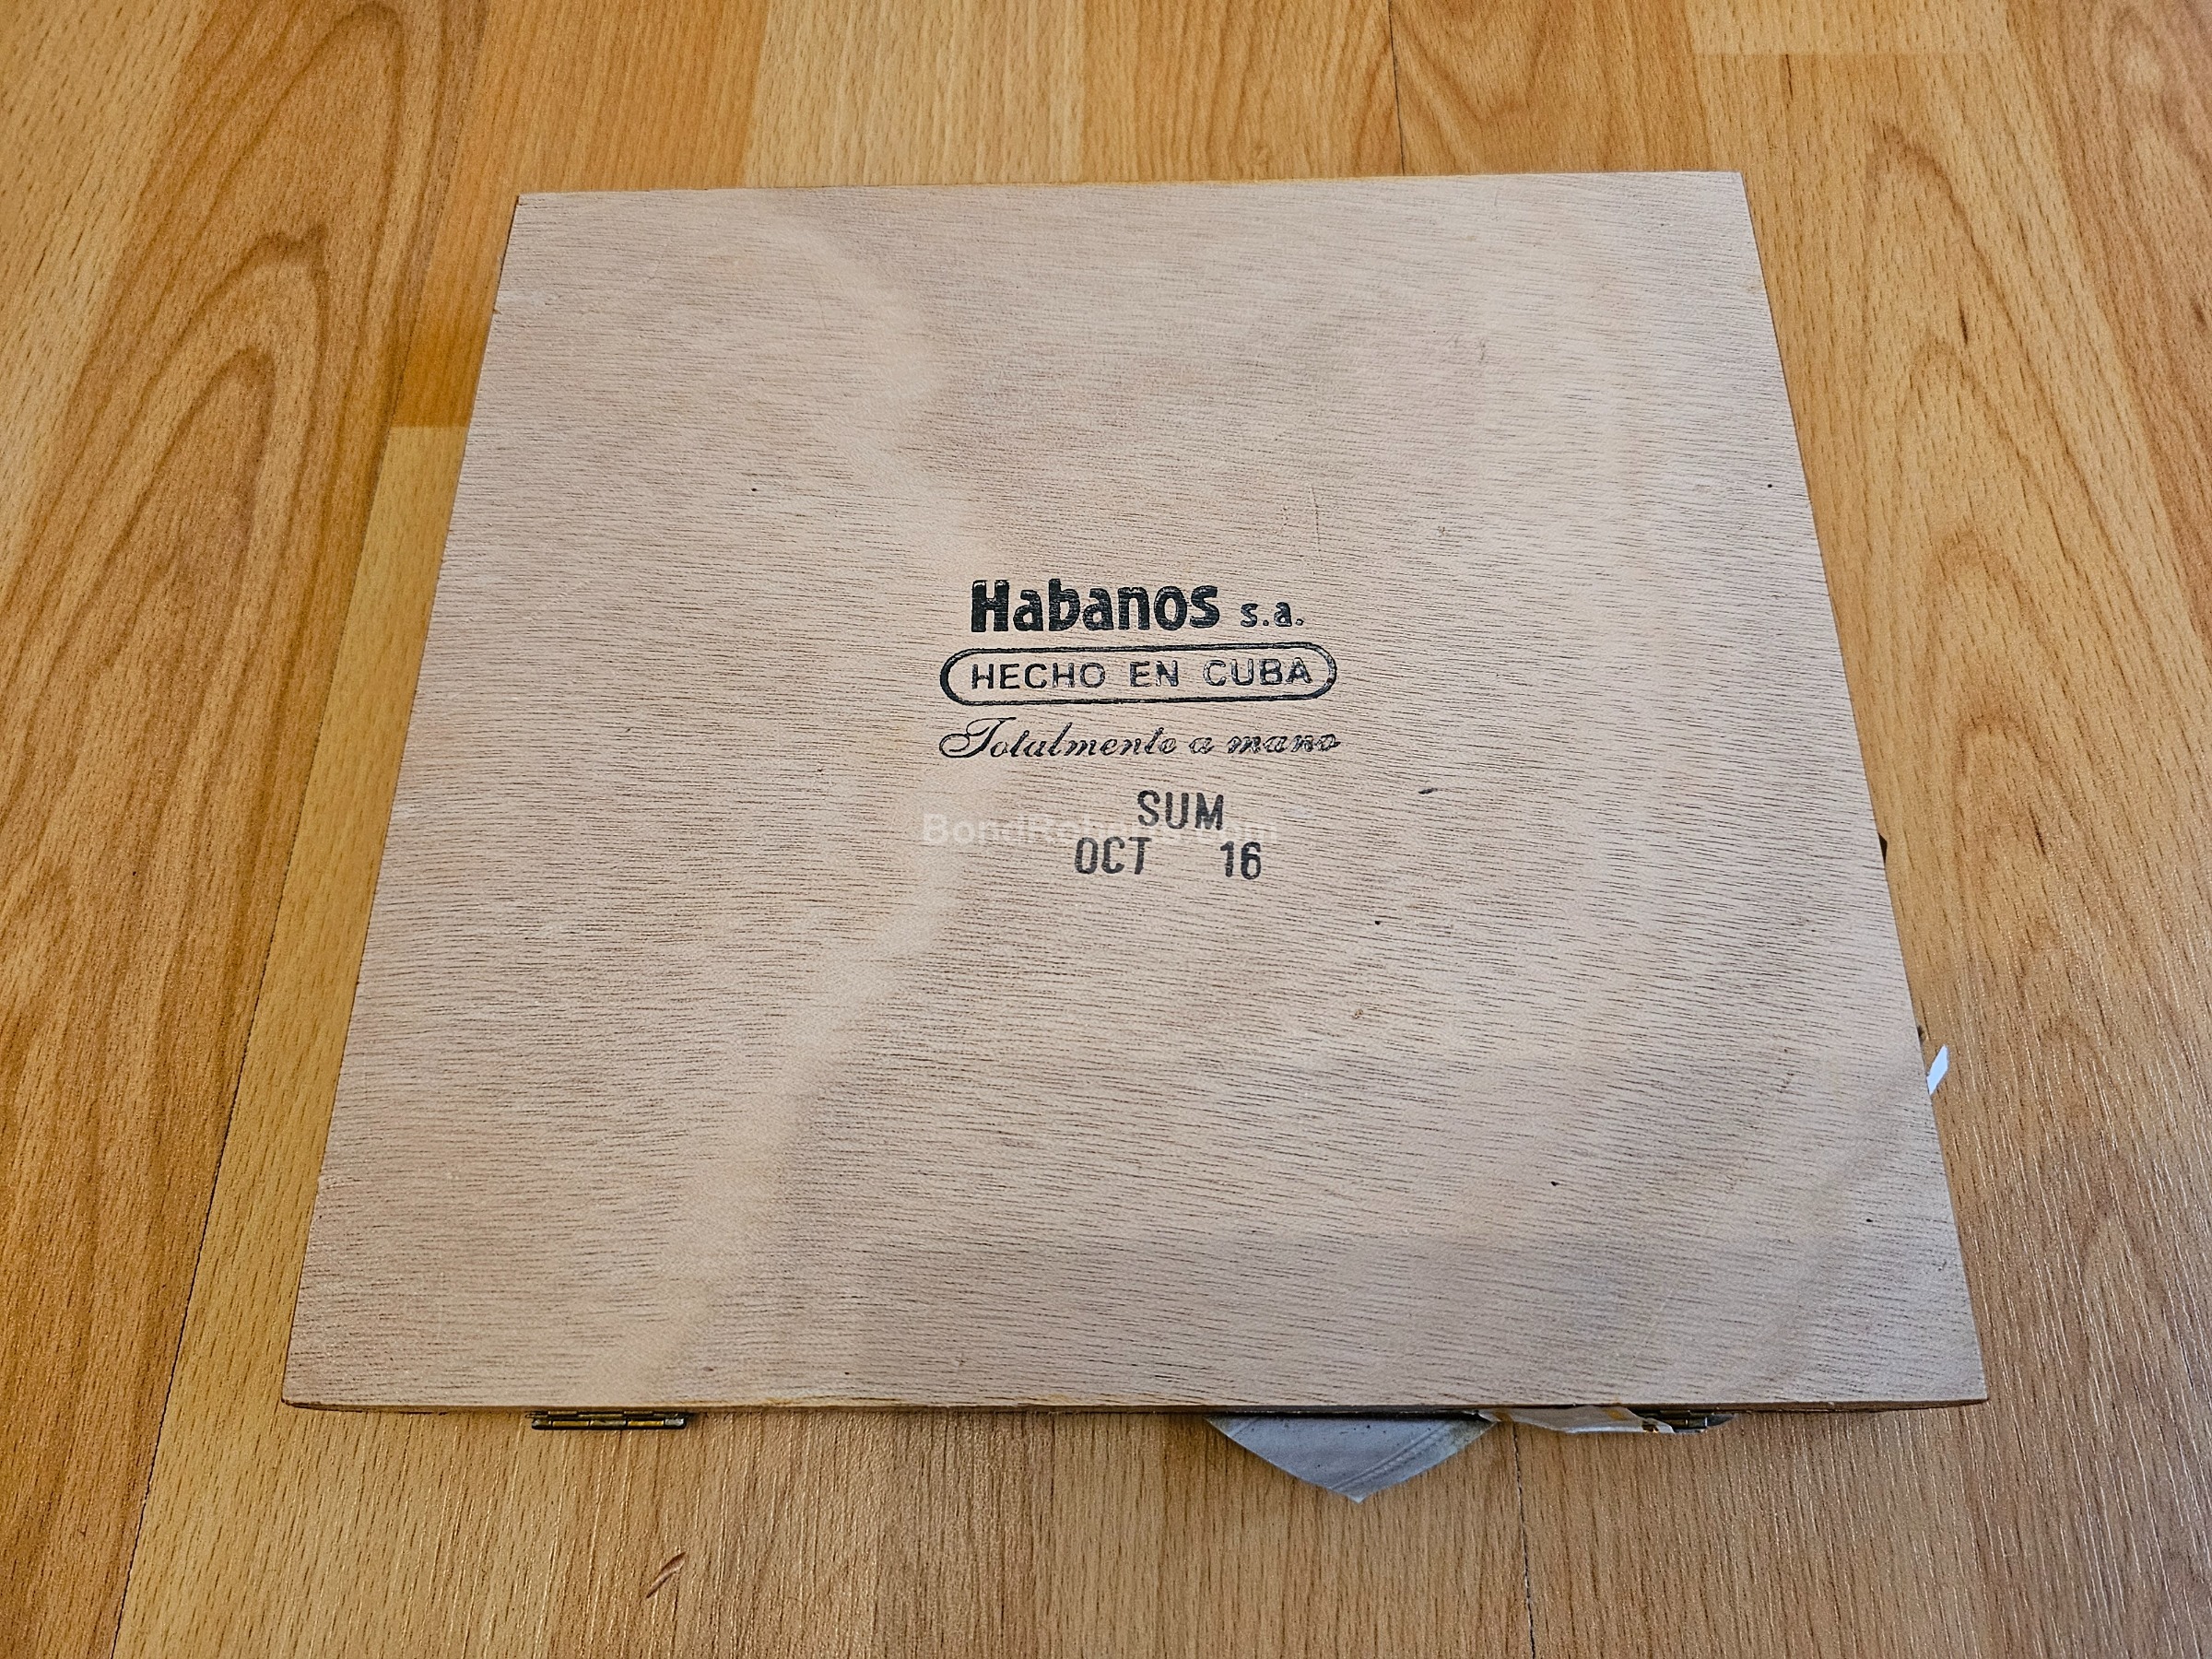 Habanos s.a.
HECHO EN CUBA
Totalmente a mano
SUM
OCT 16